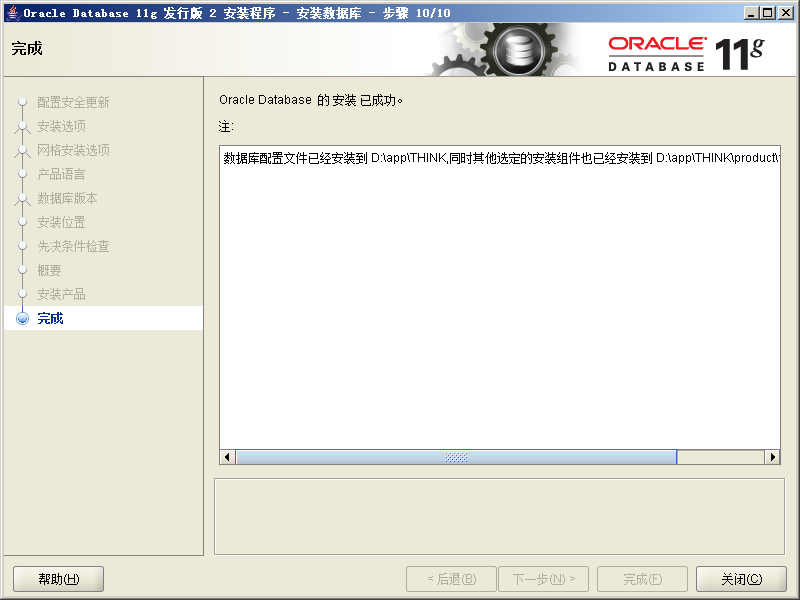 Oracle Database 11g 发行版 2 安装程序 - 安装数据库 - 步骤 10/10
完成
ORACLE
DATABASE
11g
配置安全更新
安装选项
网格安装选项
产品语言
数据库版本
安装位置
先决条件检查
概要
安装产品
完成
Oracle Database 的 安装 已成功。
注:
数据库配置文件已经安装到 D:\app\THINK,同时其他选定的安装组件也已经安装到 D:\app\THINK\product\
帮助(H)
< 后退(B)
下一步(N) >
完成(F)
关闭(C)